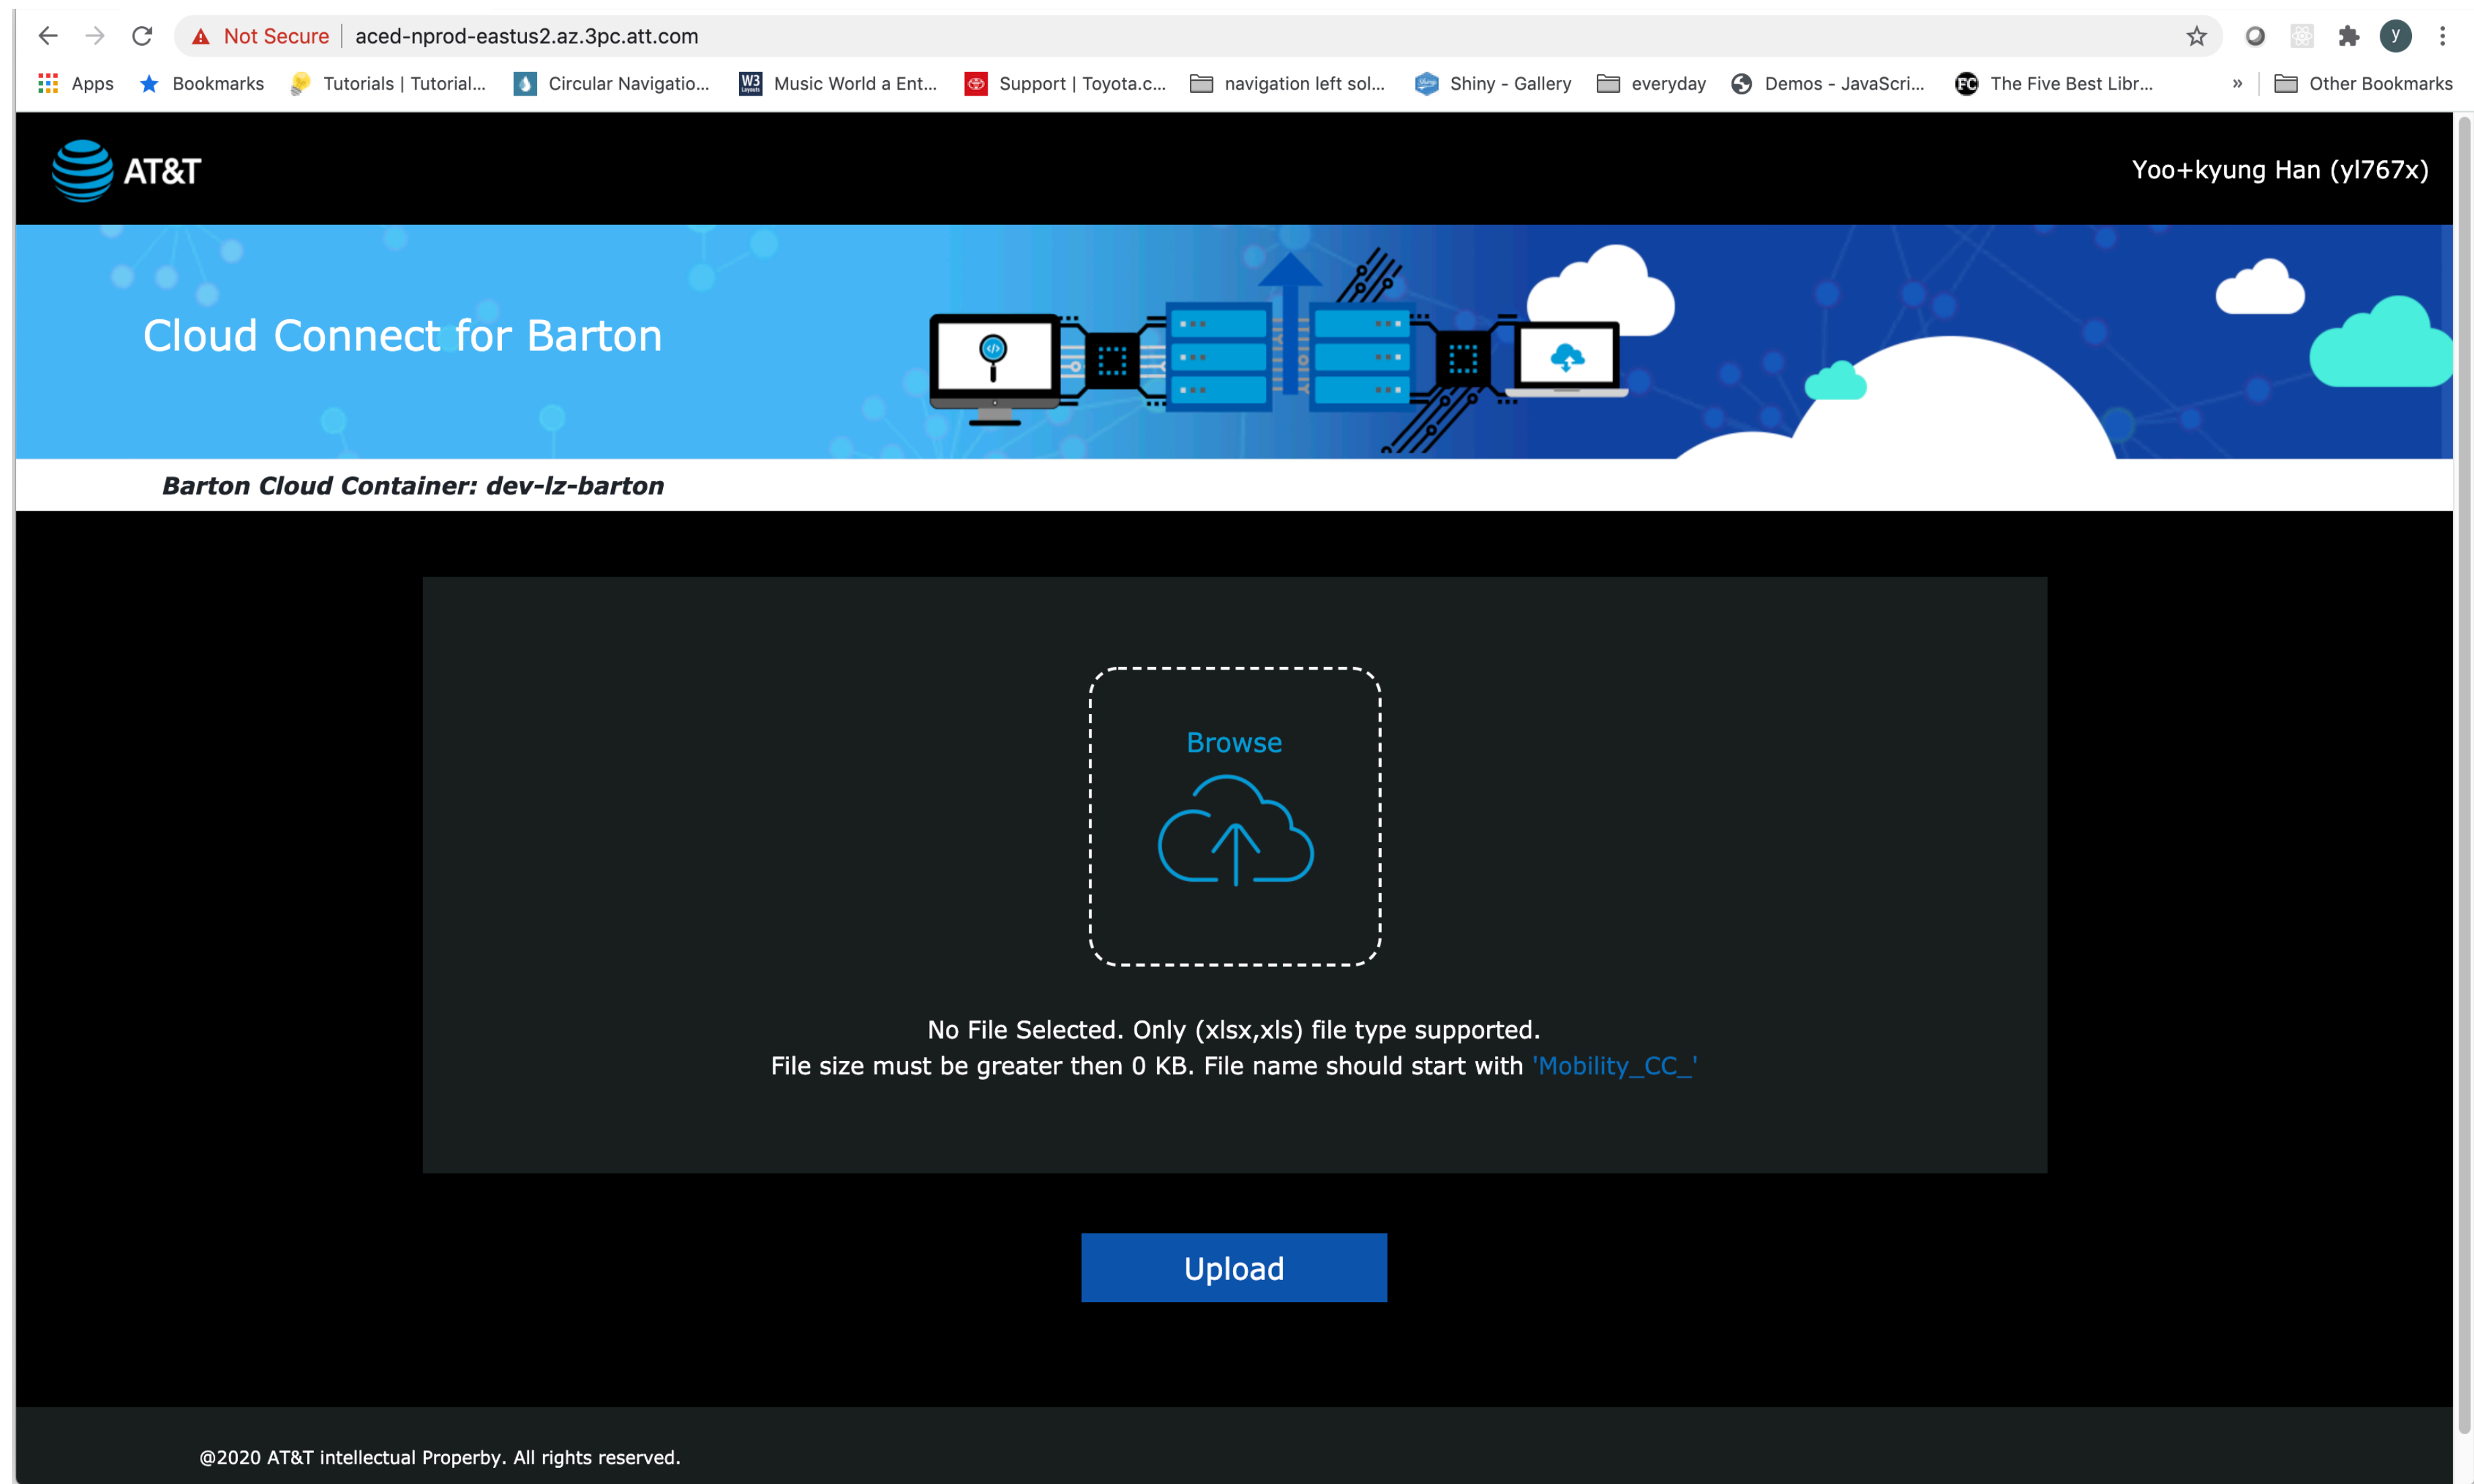 Not Secure | aced-nprod-eastus2.az.3pc.att.com
y
Apps Bookmarks Tutorials | Tutorial... Circular Navigatio... W3 Layouts Music World a Ent... Support | Toyota.c... navigation left sol... Shiny - Gallery everyday Demos - JavaScri... FC The Five Best Libr... » Other Bookmarks
AT&T
Yoo+kyung Han (yl767x)
Cloud Connect for Barton
Barton Cloud Container: dev-lz-barton
Browse
No File Selected. Only (xlsx,xls) file type supported.
File size must be greater then 0 KB. File name should start with 'Mobility_CC_'
Upload
@2020 AT&T intellectual Properby. All rights reserved.